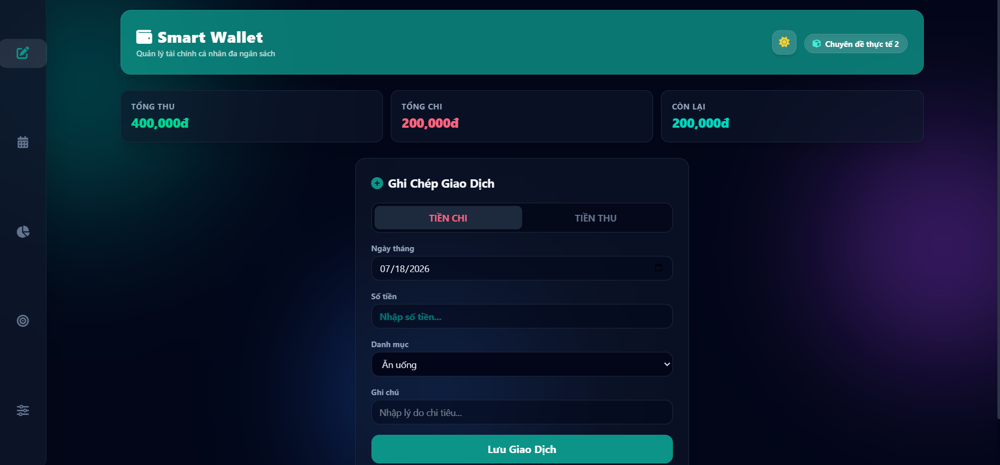 Smart Wallet
Quản lý tài chính cá nhân đa ngân sách
Chuyên đề thực tế 2
TỔNG THU
400,000đ
TỔNG CHI
200,000đ
CÒN LẠI
200,000đ
Ghi Chép Giao Dịch
TIỀN CHI
TIỀN THU
Ngày tháng
07/18/2026
Số tiền
Nhập số tiền...
Danh mục
Ăn uống
Ghi chú
Nhập lý do chi tiêu...
Lưu Giao Dịch